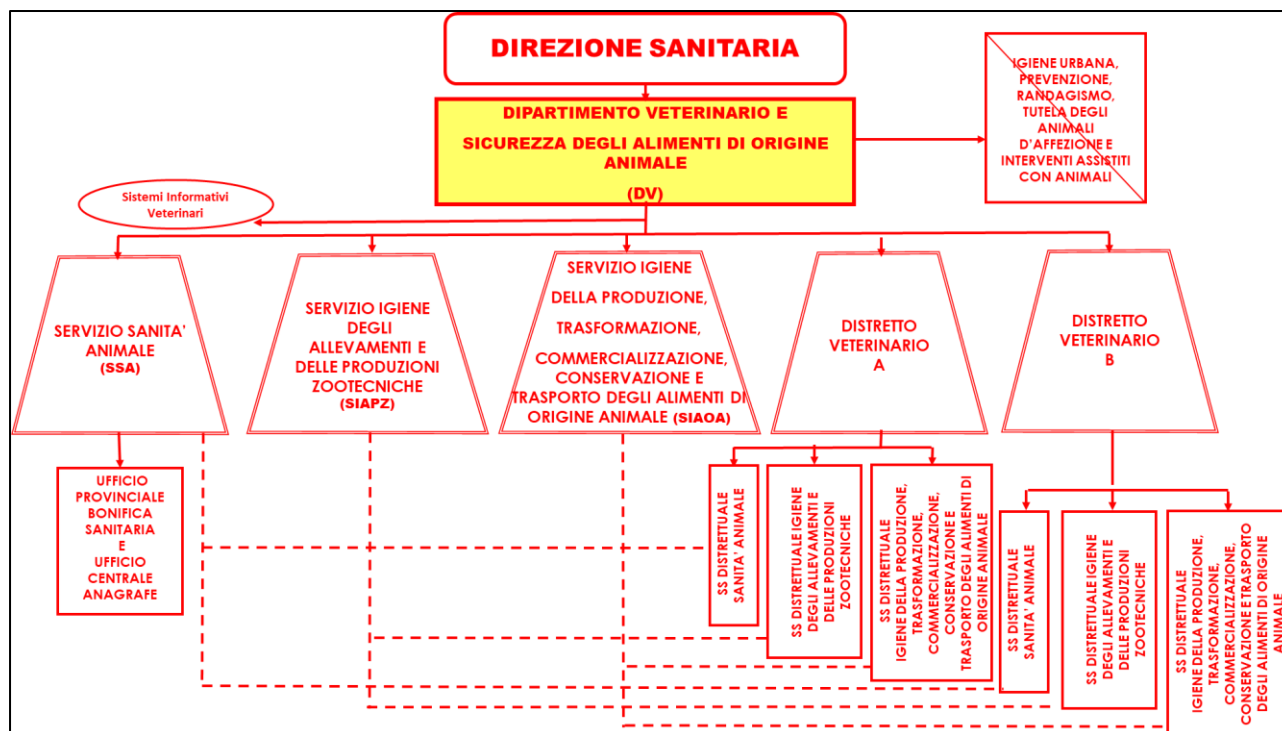 DIREZIONE SANITARIA
IGIENE URBANA,
PREVENZIONE,
RANDAGISMO,
TUTELA DEGLI
ANIMALI
D'AFFEZIONE E
INTERVENTI ASSISTITI
CON ANIMALI
DIPARTIMENTO VETERINARIO E
SICUREZZA DEGLI ALIMENTI DI ORIGINE
ANIMALE
(DV)
Sistemi Informativi
Veterinari
SERVIZIO SANITA'
ANIMALE
(SSA)
SERVIZIO IGIENE
DEGLI
ALLEVAMENTI E
DELLE PRODUZIONI
ZOOTECNICHE
(SIAPZ)
SERVIZIO IGIENE
DELLA PRODUZIONE,
TRASFORMAZIONE,
COMMERCIALIZZAZIONE,
CONSERVAZIONE E
TRASPORTO DEGLI ALIMENTI DI
ORIGINE ANIMALE (SIAOA)
DISTRETTO
VETERINARIO
A
DISTRETTO
VETERINARIO
B
UFFICIO
PROVINCIALE
BONIFICA
SANITARIA
E
UFFICIO
CENTRALE
ANAGRAFE
SS DISTRETTUALE
SANITA' ANIMALE
SS DISTRETTUALE IGIENE
DEGLI ALLEVAMENTI E
DELLE PRODUZIONI
ZOOTECNICHE
SS DISTRETTUALE
IGIENE DELLA PRODUZIONE,
TRASFORMAZIONE,
COMMERCIALIZZAZIONE,
CONSERVAZIONE E
TRASPORTO DEGLI ALIMENTI DI
ORIGINE ANIMALE
SS DISTRETTUALE
SANITA' ANIMALE
SS DISTRETTUALE IGIENE
DEGLI ALLEVAMENTI E
DELLE PRODUZIONI
ZOOTECNICHE
SS DISTRETTUALE
IGIENE DELLA PRODUZIONE,
TRASFORMAZIONE,
COMMERCIALIZZAZIONE,
CONSERVAZIONE E TRASPORTO
DEGLI ALIMENTI DI ORIGINE
ANIMALE